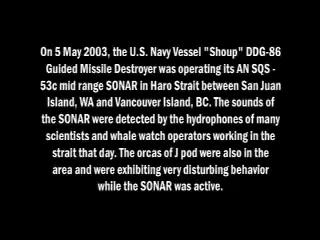 On 5 May 2003, the U.S. Navy Vessel "Shoup" DDG-86
Guided Missile Destroyer was operating its AN SQS -
53c mid range SONAR in Haro Strait between San Juan
Island, WA and Vancouver Island, BC. The sounds of
the SONAR were detected by the hydrophones of many
scientists and whale watch operators working in the
strait that day. The orcas of J pod were also in the
area and were exhibiting very disturbing behavior
while the SONAR was active.